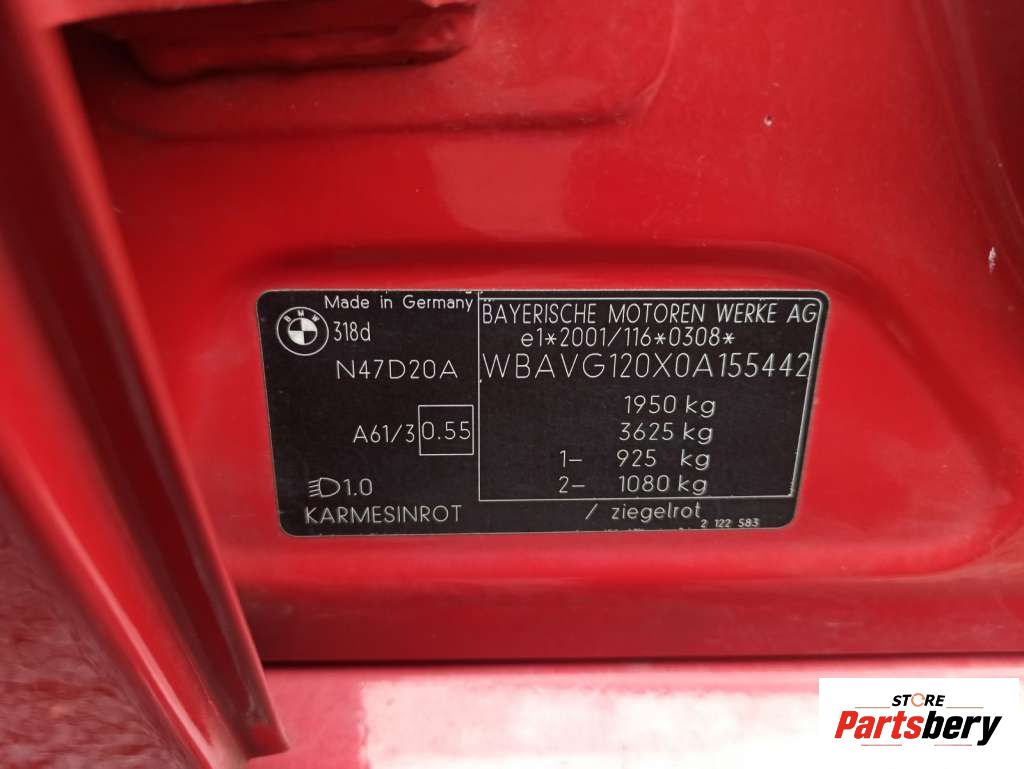 Made in Germany
BMW
318d
N47D20A
A61/3 0.55
1.0
KARMESINROT
BAYERISCHE MOTOREN WERKE AG
e1*2001/116*0308*
WBAVG120X0A155442
1950 kg
3625 kg
1- 925 kg
2- 1080 kg
/ ziegelrot
2 122 583
STORE
Partsbery